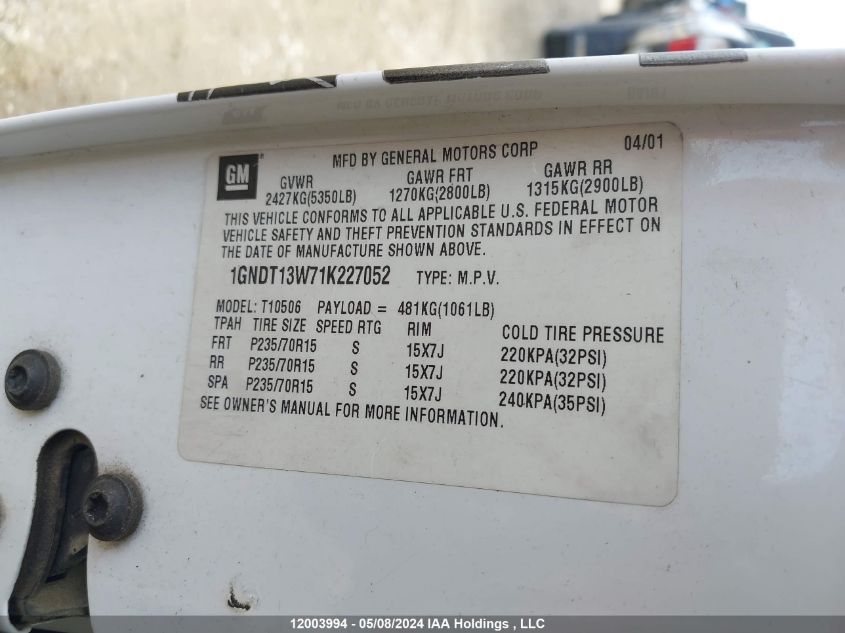 GM
MFD BY GENERAL MOTORS CORP 04/01
GVWR GAWR FRT GAWR RR
2427KG(5350LB) 1270KG(2800LB) 1315KG(2900LB)
THIS VEHICLE CONFORMS TO ALL APPLICABLE U.S. FEDERAL MOTOR
VEHICLE SAFETY AND THEFT PREVENTION STANDARDS IN EFFECT ON
THE DATE OF MANUFACTURE SHOWN ABOVE.
1GNDT13W71K227052 TYPE: M.P.V.
MODEL: T10506 PAYLOAD = 481KG(1061LB)
TPAH TIRE SIZE SPEED RTG RIM COLD TIRE PRESSURE
FRT P235/70R15 S 15X7J 220KPA(32PSI)
RR P235/70R15 S 15X7J 220KPA(32PSI)
SPA P235/70R15 S 15X7J 240KPA(35PSI)
SEE OWNER'S MANUAL FOR MORE INFORMATION.
12003994 - 05/08/2024 IAA Holdings , LLC